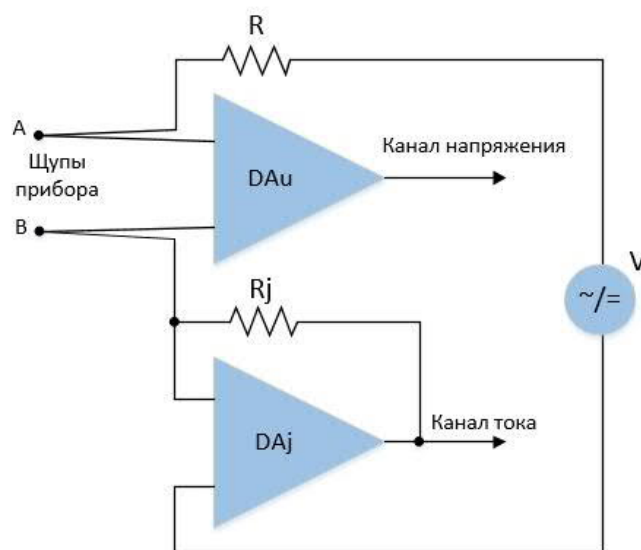 R
A
Щупы
прибора
B
DAu
Канал напряжения
V
~/=
Rj
DAj
Канал тока